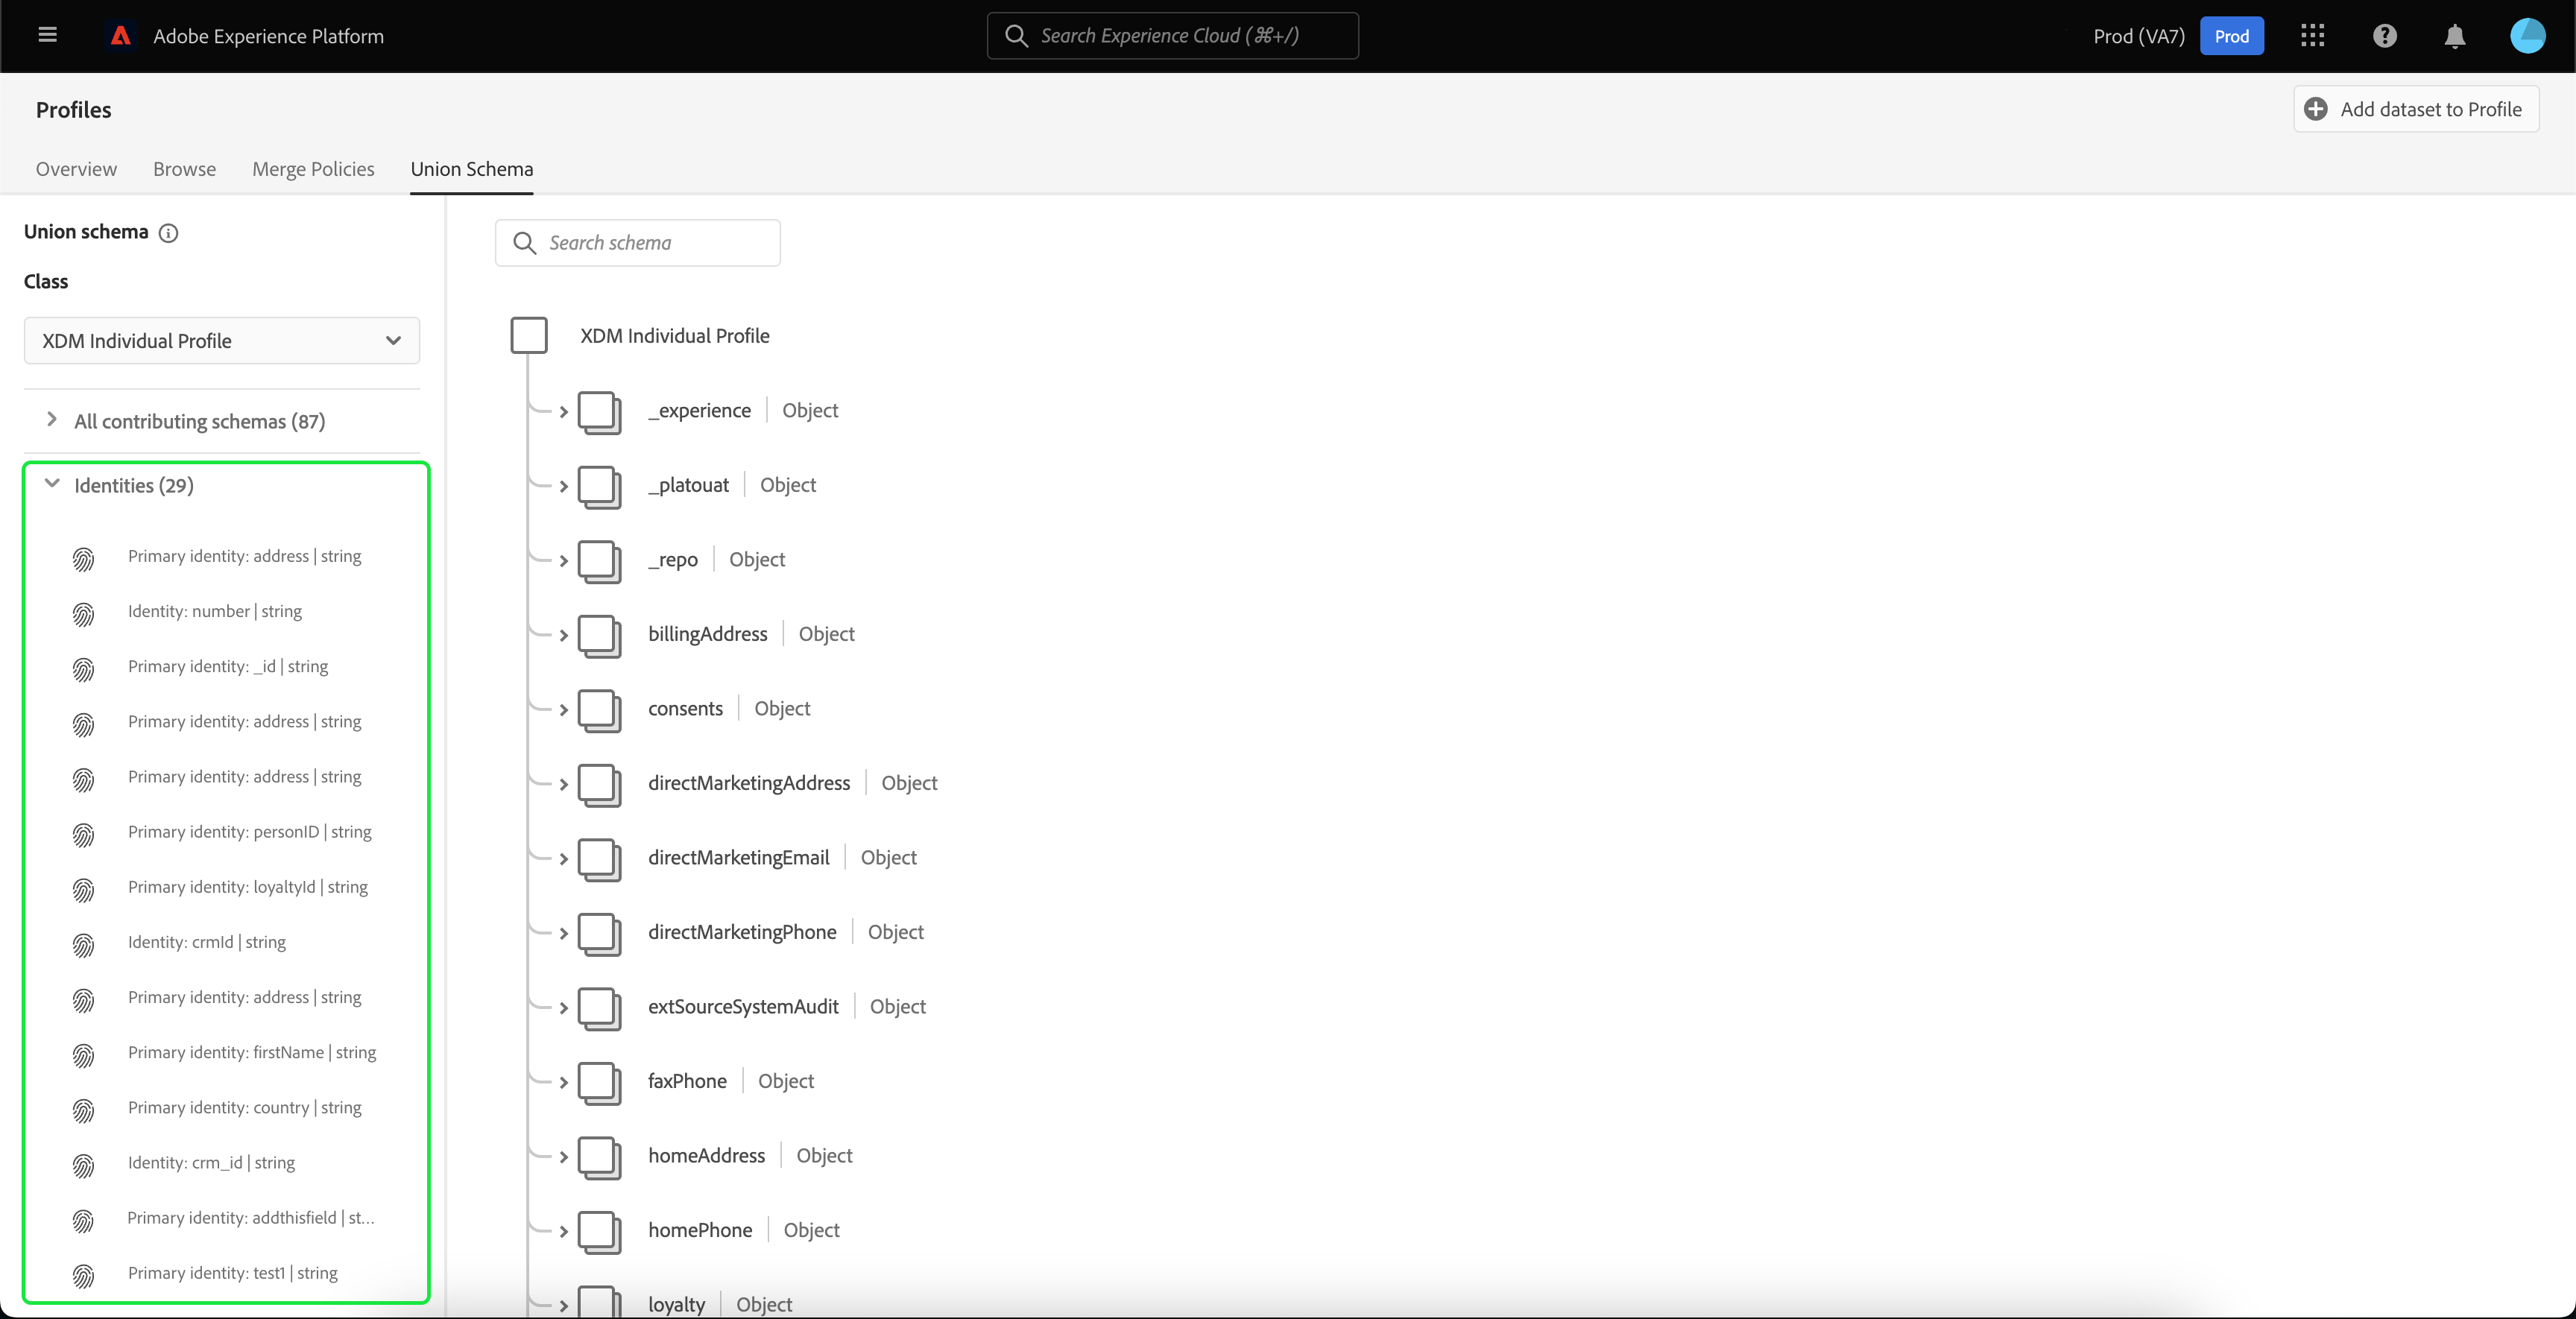 Adobe Experience Platform
Search Experience Cloud (⌘+/)
Prod (VA7)
Prod
Profiles
Add dataset to Profile
Overview
Browse
Merge Policies
Union Schema
Union schema
Class
XDM Individual Profile
All contributing schemas (87)
Identities (29)
Primary identity: address | string
Identity: number | string
Primary identity: _id | string
Primary identity: address | string
Primary identity: address | string
Primary identity: personID | string
Primary identity: loyaltyId | string
Identity: crmId | string
Primary identity: address | string
Primary identity: firstName | string
Primary identity: country | string
Identity: crm_id | string
Primary identity: addthisfield | st...
Primary identity: test1 | string
Search schema
XDM Individual Profile
_experience | Object
_platouat | Object
_repo | Object
billingAddress | Object
consents | Object
directMarketingAddress | Object
directMarketingEmail | Object
directMarketingPhone | Object
extSourceSystemAudit | Object
faxPhone | Object
homeAddress | Object
homePhone | Object
loyalty | Object